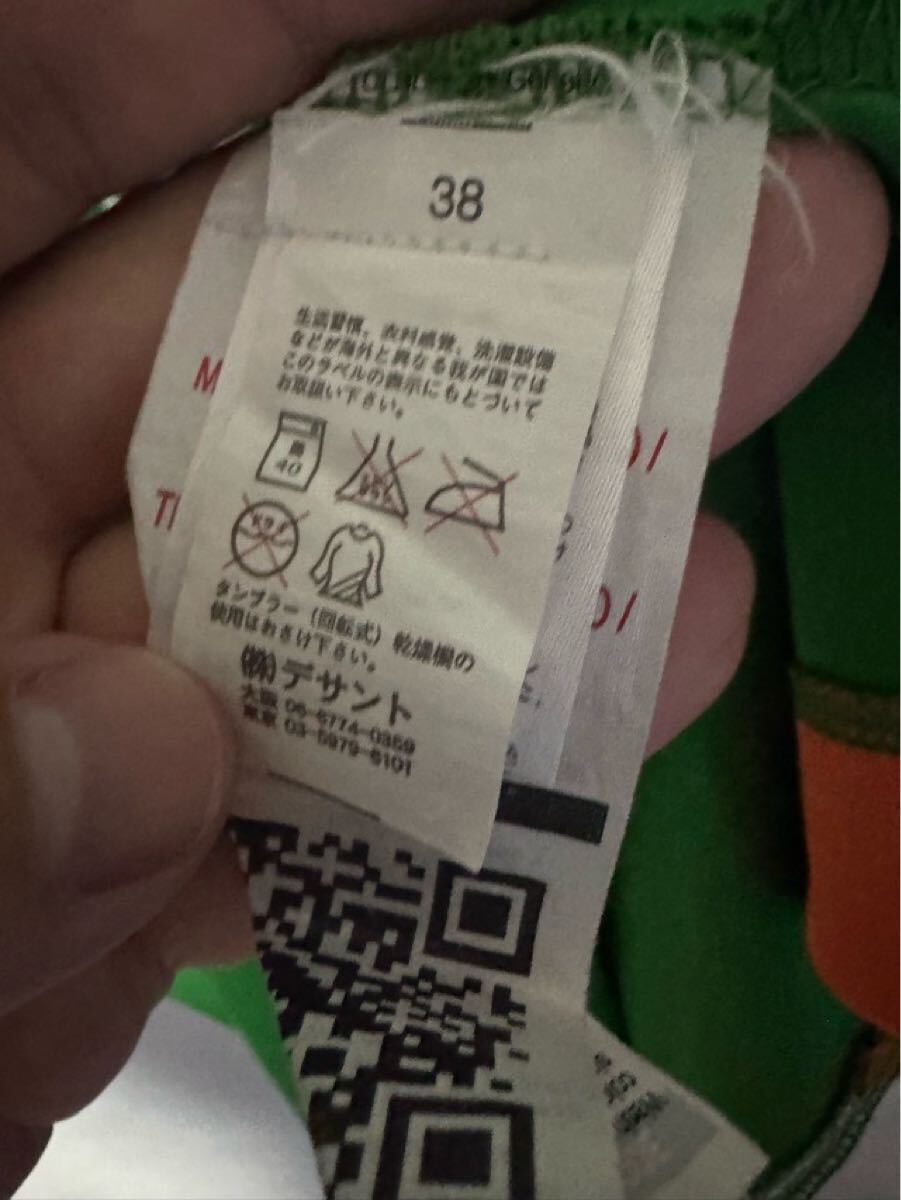 38
生活習慣、衣料感覚、洗濯設備
などが海外と異なる我が国では
このラベルの表示にもとづいて
お取扱い下さい。
40
タンブラー(回転式)乾燥機の
使用はおさけ下さい。
㈱デサント
大阪 06-6774-0369
東京 03-5979-6101
M
TI
O/
O/